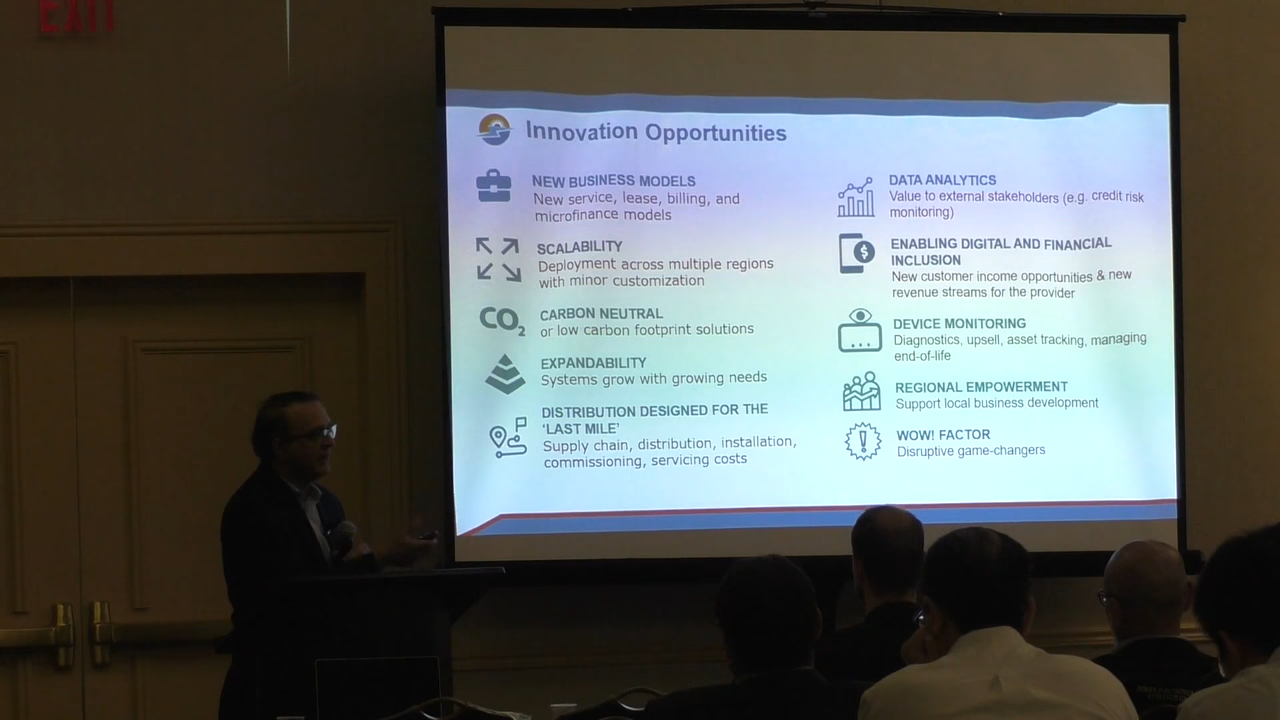 EXIT
Innovation Opportunities
NEW BUSINESS MODELS
New service, lease, billing, and
microfinance models
SCALABILITY
Deployment across multiple regions
with minor customization
CO2
CARBON NEUTRAL
or low carbon footprint solutions
EXPANDABILITY
Systems grow with growing needs
DISTRIBUTION DESIGNED FOR THE
‘LAST MILE’
Supply chain, distribution, installation,
commissioning, servicing costs
DATA ANALYTICS
Value to external stakeholders (e.g. credit risk
monitoring)
$
ENABLING DIGITAL AND FINANCIAL
INCLUSION
New customer income opportunities & new
revenue streams for the provider
DEVICE MONITORING
Diagnostics, upsell, asset tracking, managing
end-of-life
REGIONAL EMPOWERMENT
Support local business development
!
WOW! FACTOR
Disruptive game-changers